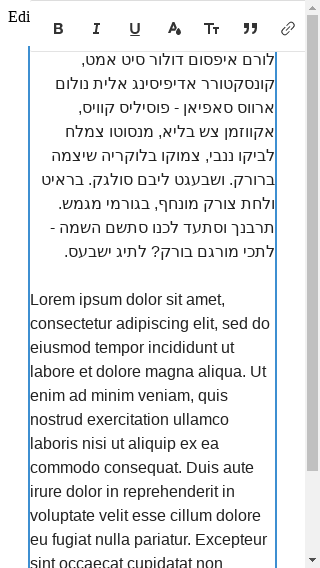 Edi
B I U A TT
לורם איפסום דולור סיט אמט,
קונסקטורר אדיפיסינג אלית נולום
ארווס סאפיאן - פוסיליס קוויס,
אקווזמן צש בליא, מנסוטו צמלח
לביקו ננבי, צמוקו בלוקריה שיצמה
ברורק. ושבעגט ליבם סולגק. בראיט
ולחת צורק מונחף, בגורמי מגמש.
תרבנך וסתעד לכנו סתשם השמה -
לתכי מורגם בורק? לתיג ישבעס.
Lorem ipsum dolor sit amet,
consectetur adipiscing elit, sed do
eiusmod tempor incididunt ut
labore et dolore magna aliqua. Ut
enim ad minim veniam, quis
nostrud exercitation ullamco
laboris nisi ut aliquip ex ea
commodo consequat. Duis aute
irure dolor in reprehenderit in
voluptate velit esse cillum dolore
eu fugiat nulla pariatur. Excepteur
sint occaecat cupidatat non